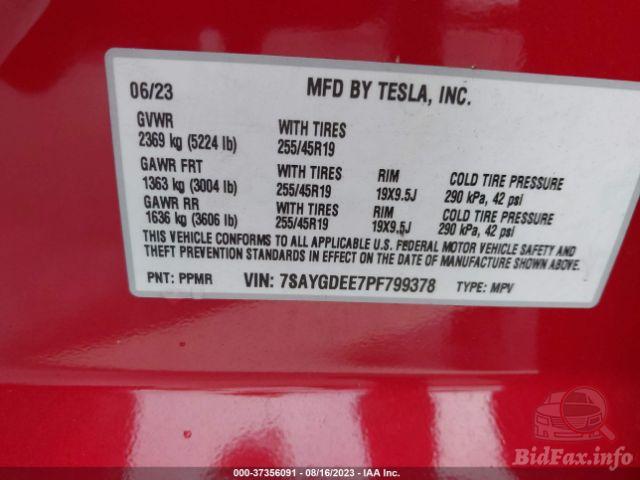 06/23 MFD BY TESLA, INC.
GVWR
2369 kg (5224 lb) WITH TIRES 255/45R19
GAWR FRT WITH TIRES RIM COLD TIRE PRESSURE
1363 kg (3004 lb) 255/45R19 19X9.5J 290 kPa, 42 psi
GAWR RR WITH TIRES RIM COLD TIRE PRESSURE
1636 kg (3606 lb) 255/45R19 19X9.5J 290 kPa, 42 psi
THIS VEHICLE CONFORMS TO ALL APPLICABLE U.S. FEDERAL MOTOR VEHICLE SAFETY AND
THEFT PREVENTION STANDARDS IN EFFECT ON THE DATE OF MANUFACTURE SHOWN ABOVE.
PNT: PPMR VIN: 7SAYGDEE7PF799378 TYPE: MPV
BidFax.info
000-37356091 - 08/16/2023 - IAA Inc.